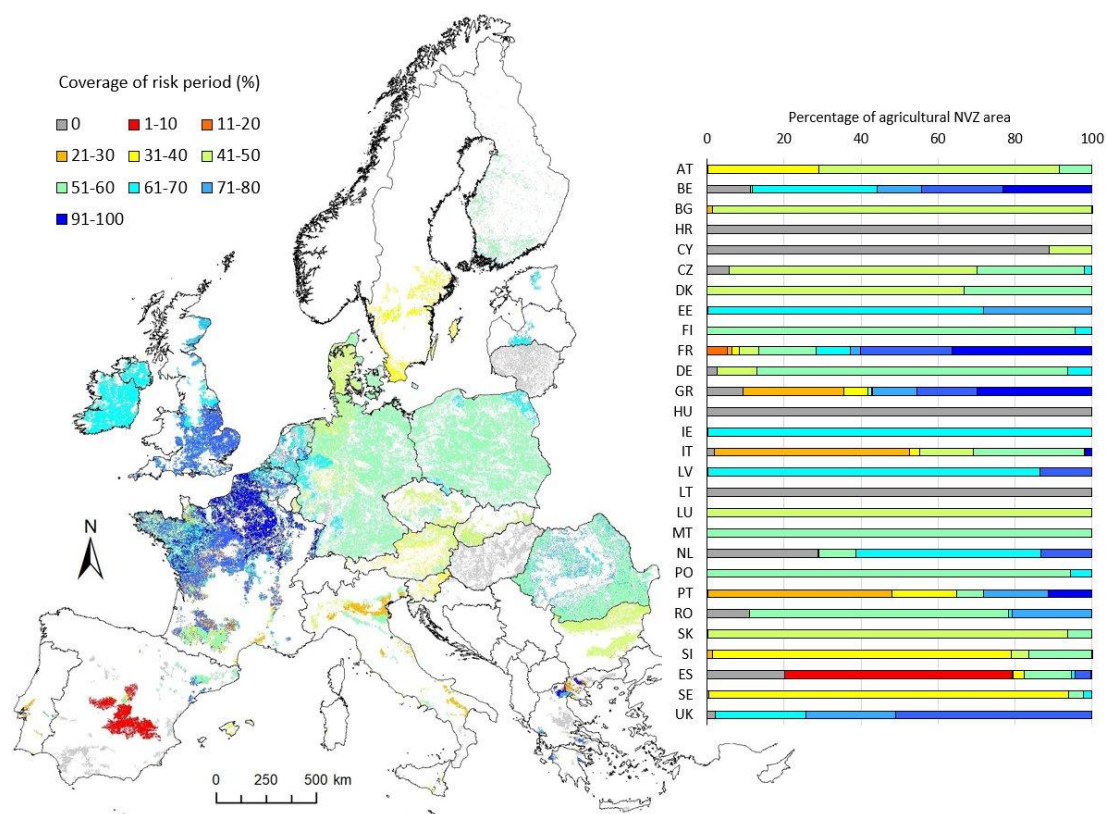 Coverage of risk period (%)
0 1-10 11-20
21-30 31-40 41-50
51-60 61-70 71-80
91-100
Percentage of agricultural NVZ area
0 20 40 60 80 100
AT
BE
BG
HR
CY
CZ
DK
EE
FI
FR
DE
GR
HU
IE
IT
LV
LT
LU
MT
NL
PO
PT
RO
SK
SI
ES
SE
UK
N
0 250 500 km